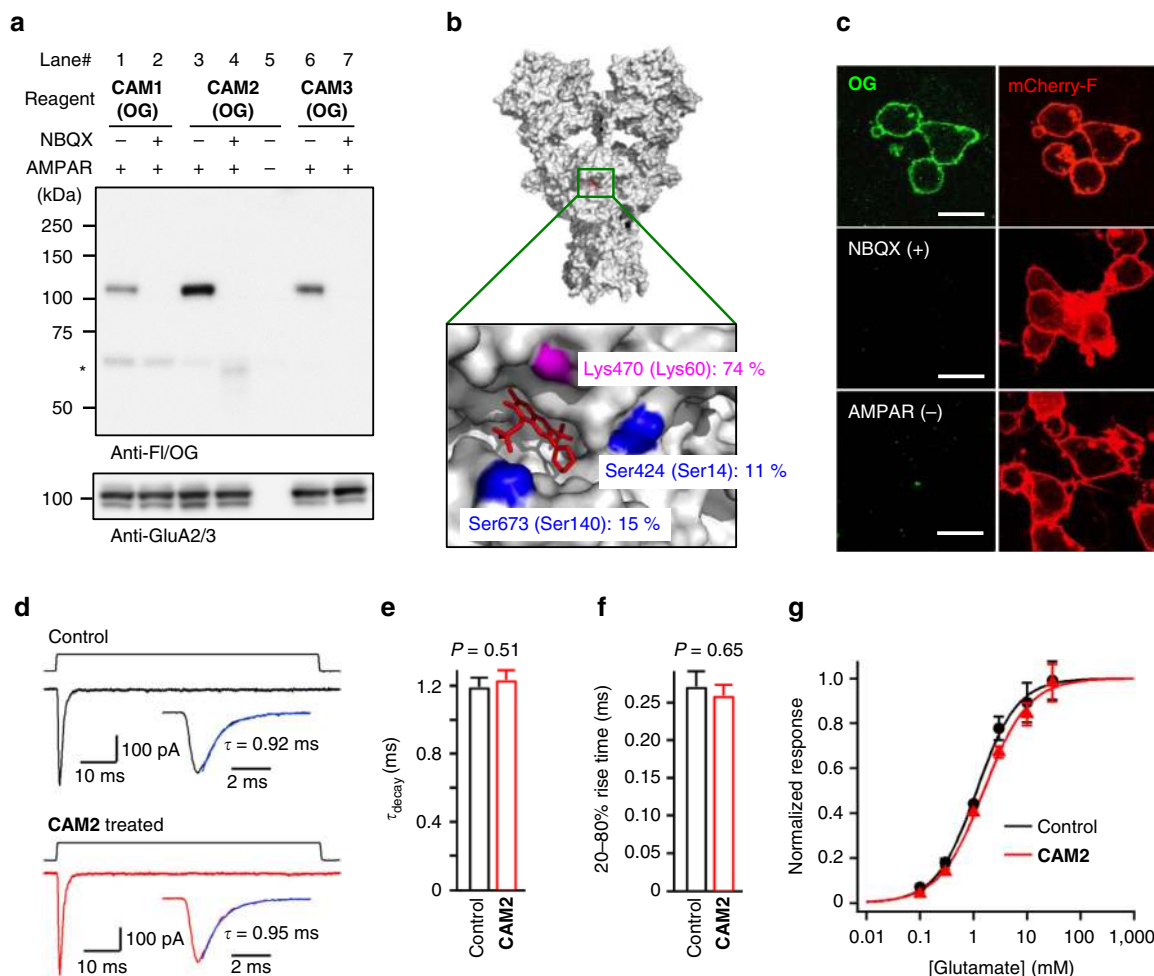 a
Lane# 1 2 3 4 5 6 7
Reagent CAM1 (OG) CAM2 (OG) CAM3 (OG)
NBQX – + – + – +
AMPAR + + + + – + +
(kDa)
250
150
100
75
*
50
Anti-Fl/OG
100
Anti-GluA2/3
b
Lys470 (Lys60): 74 %
Ser424 (Ser14): 11 %
Ser673 (Ser140): 15 %
c
OG
mCherry-F
NBQX (+)
AMPAR (–)
d
Control
100 pA
10 ms
τ = 0.92 ms
2 ms
CAM2 treated
100 pA
10 ms
τ = 0.95 ms
2 ms
e
P = 0.51
τdecay (ms)
1.2
0.8
0.4
0
Control
CAM2
f
P = 0.65
20–80% rise time (ms)
0.25
0.20
0.15
0.10
0.05
0
Control
CAM2
g
Normalized response
1.0
0.8
0.6
0.4
0.2
0
Control
CAM2
0.01 0.1 1 10 100 1,000
[Glutamate] (mM)